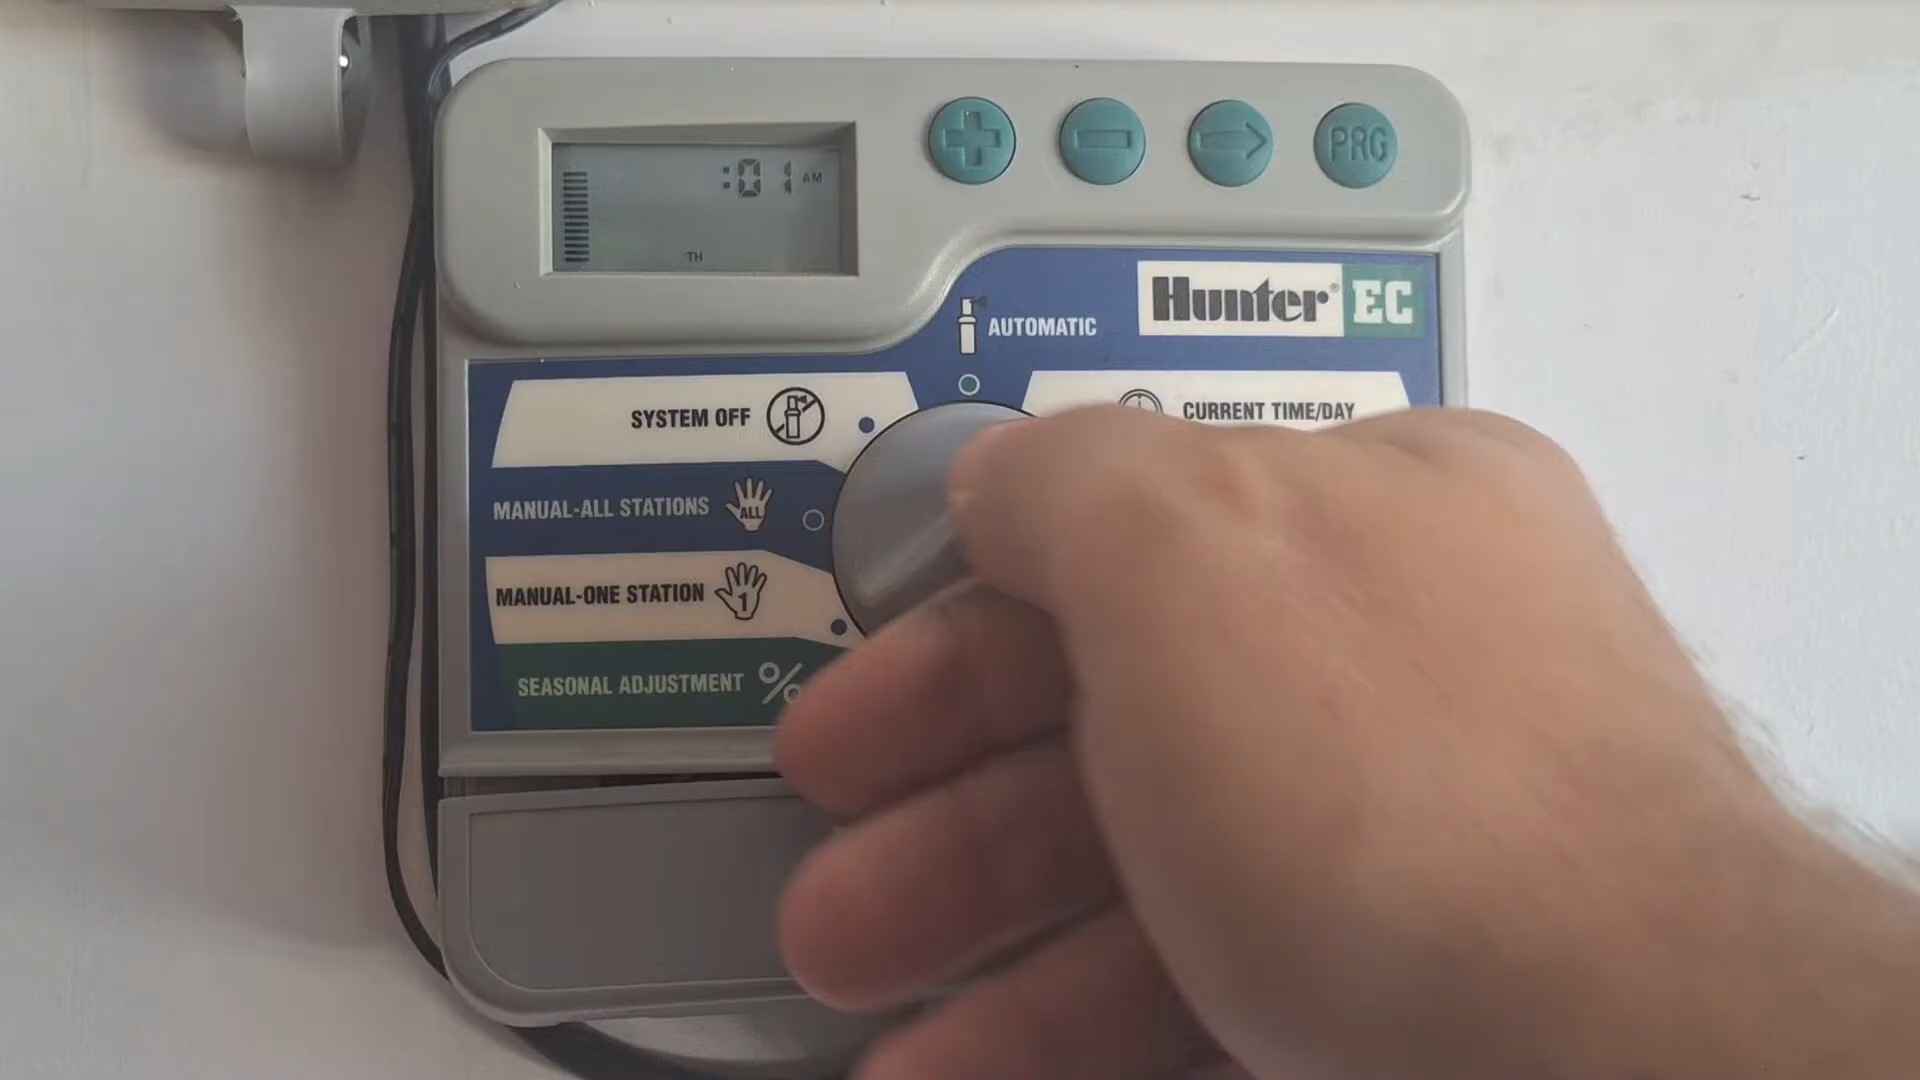 :01 AM
TH
PRG
Hunter® EC
AUTOMATIC
SYSTEM OFF
CURRENT TIME/DAY
MANUAL-ALL STATIONS
ALL
MANUAL-ONE STATION
1
SEASONAL ADJUSTMENT %